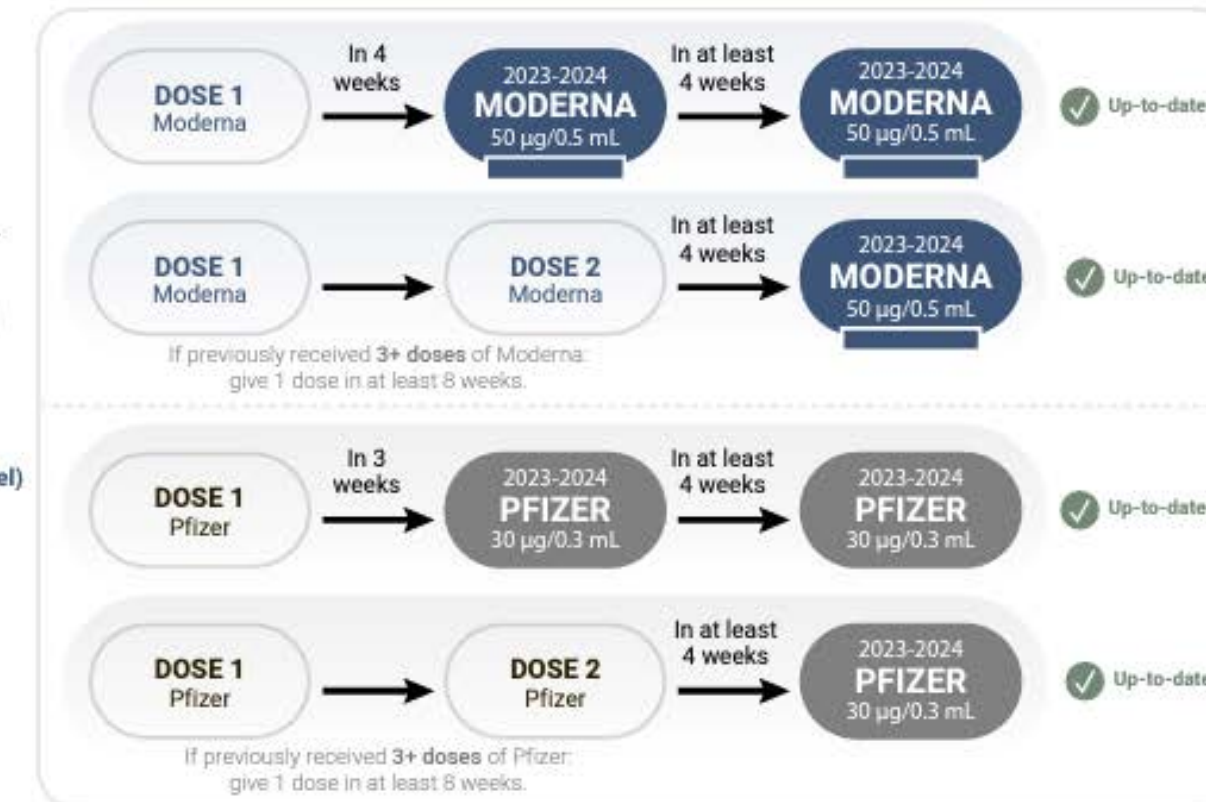 DOSE 1
Moderna
In 4
weeks
2023-2024
MODERNA
50 µg/0.5 mL
In at least
4 weeks
2023-2024
MODERNA
50 µg/0.5 mL
Up-to-date
DOSE 1
Moderna
DOSE 2
Moderna
In at least
4 weeks
2023-2024
MODERNA
50 µg/0.5 mL
Up-to-date
If previously received 3+ doses of Moderna:
give 1 dose in at least 8 weeks.
el)
DOSE 1
Pfizer
In 3
weeks
2023-2024
PFIZER
30 µg/0.3 mL
In at least
4 weeks
2023-2024
PFIZER
30 µg/0.3 mL
Up-to-date
DOSE 1
Pfizer
DOSE 2
Pfizer
In at least
4 weeks
2023-2024
PFIZER
30 µg/0.3 mL
Up-to-date
If previously received 3+ doses of Pfizer:
give 1 dose in at least 8 weeks.